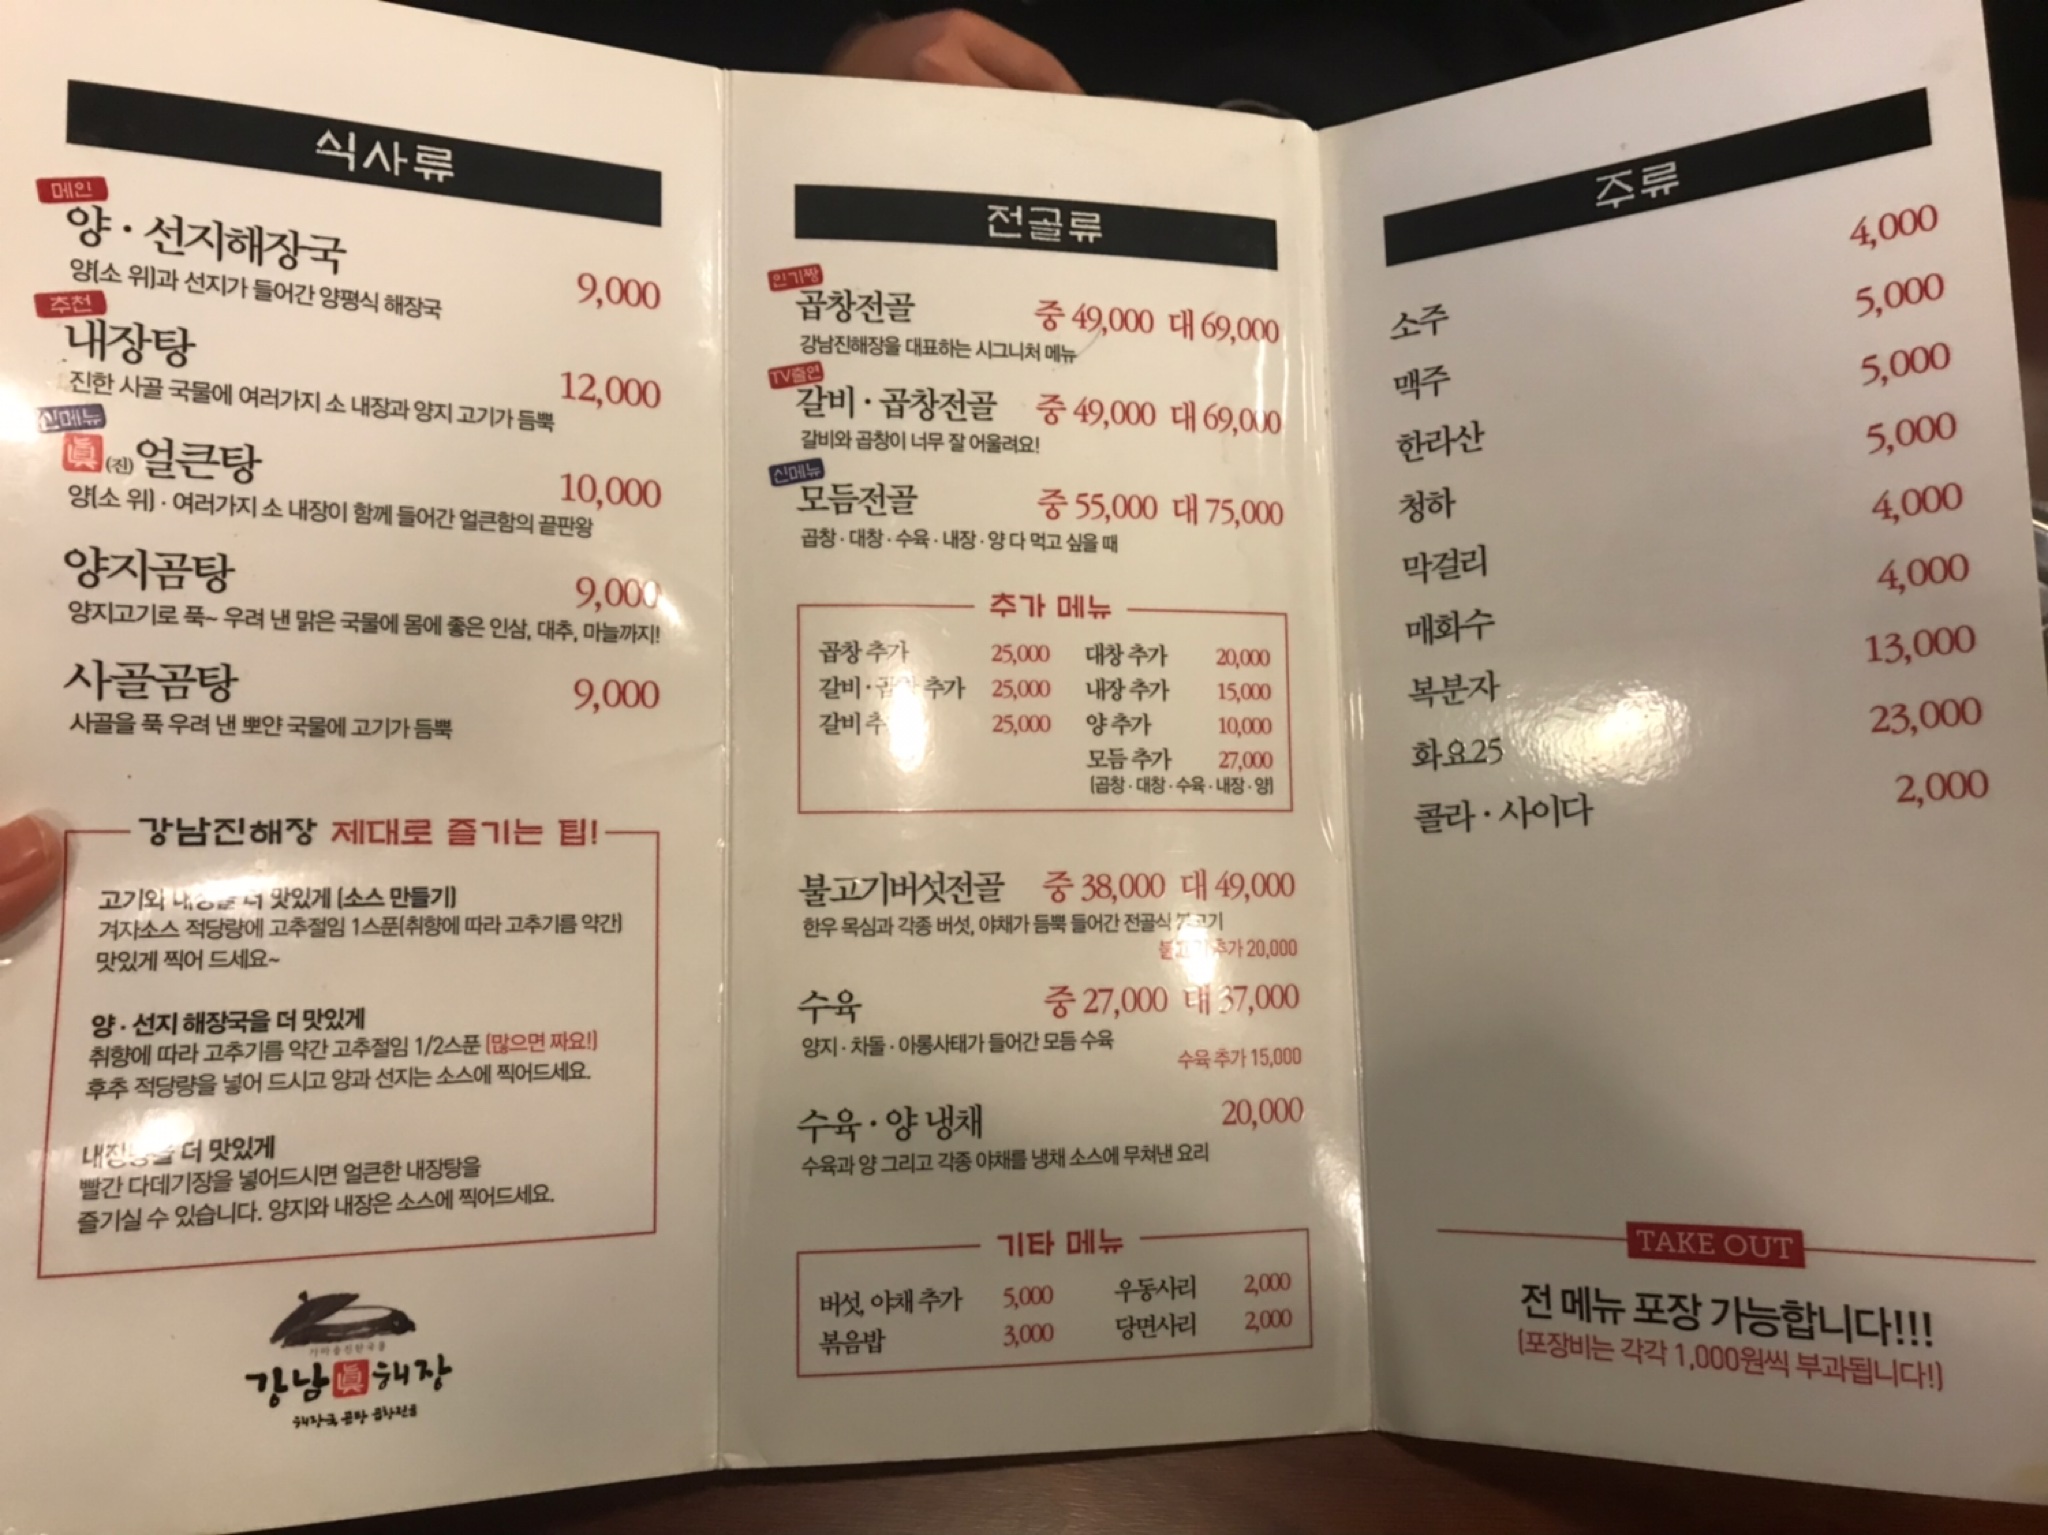 식사류
메인
양 · 선지해장국 9,000
양(소 위)과 선지가 들어간 양평식 해장국
추천
내장탕 12,000
진한 사골 국물에 여러가지 소 내장과 양지 고기가 듬뿍
신메뉴
眞(진) 얼큰탕 10,000
양(소 위) · 여러가지 소 내장이 함께 들어간 얼큰함의 끝판왕
양지곰탕 9,000
양지고기로 푹~ 우려 낸 맑은 국물에 몸에 좋은 인삼, 대추, 마늘까지!
사골곰탕 9,000
사골을 푹 우려 낸 뽀얀 국물에 고기가 듬뿍
강남진해장 제대로 즐기는 팁!
고기와 내장을 더 맛있게 (소스 만들기)
겨자소스 적당량에 고추절임 1스푼(취향에 따라 고추기름 약간)
맛있게 찍어 드세요~
양 · 선지 해장국을 더 맛있게
취향에 따라 고추기름 약간 고추절임 1/2스푼 (많으면 짜요!)
후추 적당량을 넣어 드시고 양과 선지는 소스에 찍어드세요.
더 맛있게
빨간 다데기장을 넣어드시면 얼큰한 내장탕을
즐기실 수 있습니다. 양지와 내장은 소스에 찍어드세요.
강남眞해장
해장국 곰탕 곱창전골
전골류
인기짱
곱창전골 중 49,000 대 69,000
강남진해장을 대표하는 시그니처 메뉴
TV출연
갈비 · 곱창전골 중 49,000 대 69,000
갈비와 곱창이 너무 잘 어울려요!
신메뉴
모듬전골 중 55,000 대 75,000
곱창 · 대창 · 수육 · 내장 · 양 다 먹고 싶을 때
추가 메뉴
곱창 추가 25,000 대창 추가 20,000
갈비 · 곱창 추가 25,000 내장 추가 15,000
갈비 추가 25,000 양 추가 10,000
모듬 추가 27,000
(곱창 · 대창 · 수육 · 내장 · 양)
불고기버섯전골 중 38,000 대 49,000
한우 목심과 각종 버섯, 야채가 듬뿍 들어간 전골식 불고기
불고기 추가 20,000
수육 중 27,000 대 37,000
양지 · 차돌 · 아롱사태가 들어간 모듬 수육
수육 추가 15,000
수육 · 양 냉채 20,000
수육과 양 그리고 각종 야채를 냉채 소스에 무쳐낸 요리
기타 메뉴
버섯, 야채 추가 5,000 우동사리 2,000
볶음밥 3,000 당면사리 2,000
주류
소주 4,000
맥주 5,000
한라산 5,000
청하 5,000
막걸리 4,000
매화수 4,000
복분자 13,000
화요25 23,000
콜라 · 사이다 2,000
TAKE OUT
전 메뉴 포장 가능합니다!!!
(포장비는 각각 1,000원씩 부과됩니다!)